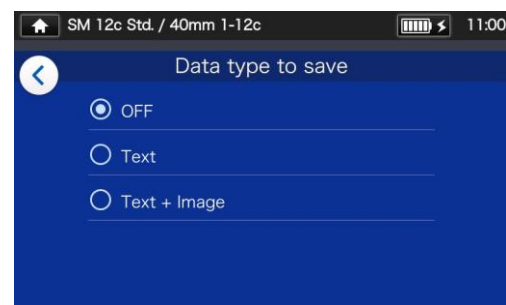 SM 12c Std. / 40mm 1-12c 11:00
Data type to save
OFF
Text
Text + Image